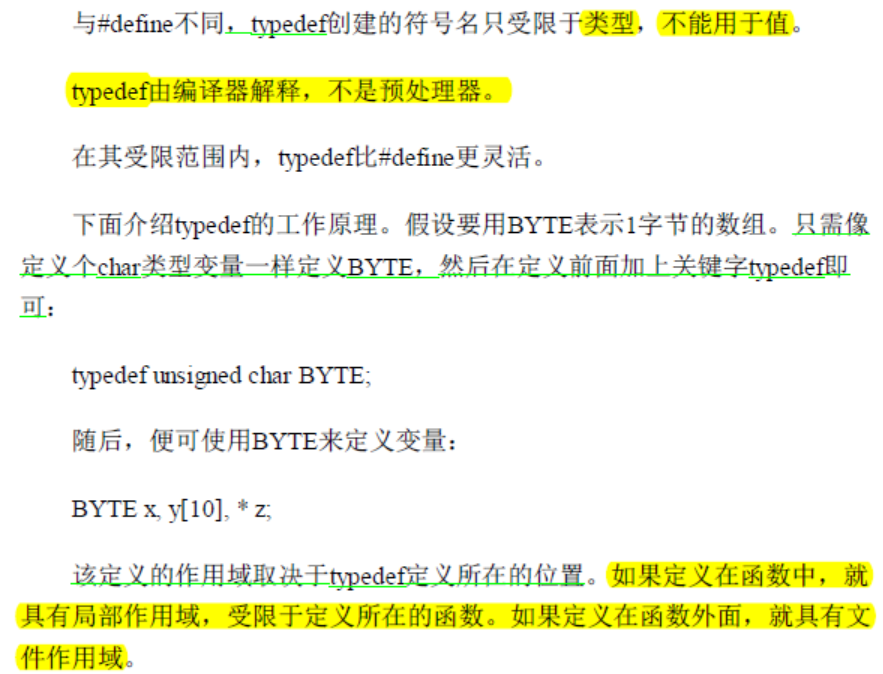 与#define不同，typedef创建的符号名只受限于类型，不能用于值。
typedef由编译器解释，不是预处理器。
在其受限范围内，typedef比#define更灵活。
下面介绍typedef的工作原理。假设要用BYTE表示1字节的数组。只需像
定义个char类型变量一样定义BYTE，然后在定义前面加上关键字typedef即
可：
typedef unsigned char BYTE;
随后，便可使用BYTE来定义变量：
BYTE x, y[10], * z;
该定义的作用域取决于typedef定义所在的位置。如果定义在函数中，就
具有局部作用域，受限于定义所在的函数。如果定义在函数外面，就具有文
件作用域。